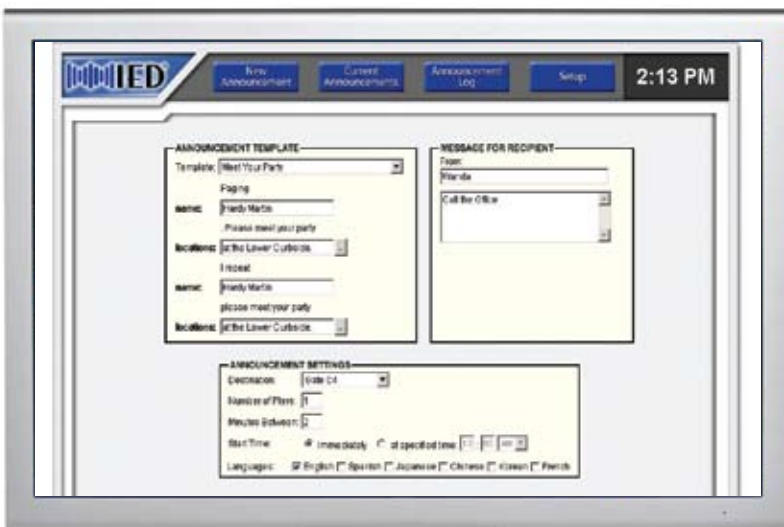 IED
New Announcement
Current Announcements
Announcement Log
Setup
2:13 PM
ANNOUNCEMENT TEMPLATE
Template: Meet Your Party
Paging
name: Hardy Martin
. Please meet your party
locations: at the Lower Curbside.
I repeat
name: Hardy Martin
please meet your party
locations: at the Lower Curbside.
MESSAGE FOR RECIPIENT
From:
Wanda
Call the Office
ANNOUNCEMENT SETTINGS
Destination: Gate C4
Number of Plays: 1
Minutes Between: 2
Start Time: immediately at specified time:
Languages: English Spanish Japanese Chinese Korean French